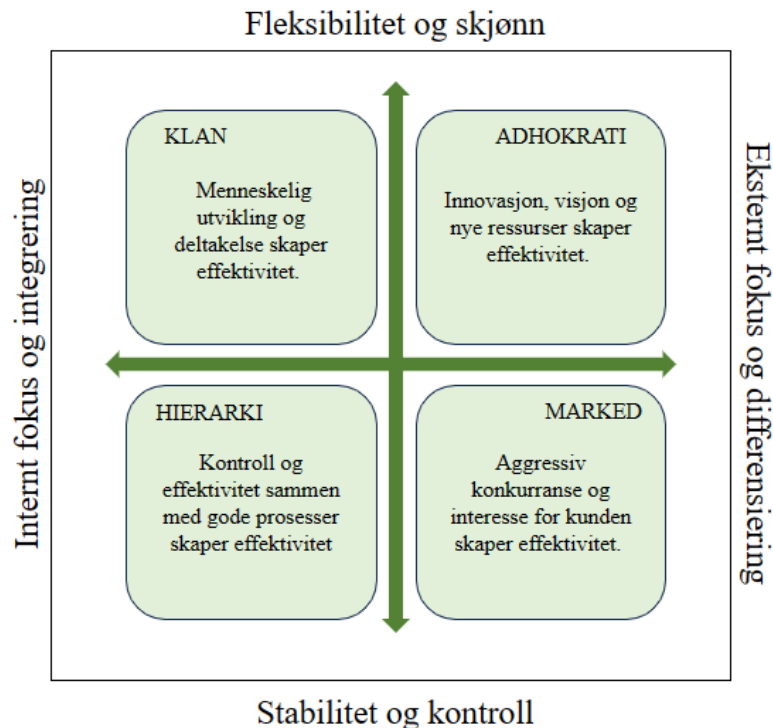 Fleksibilitet og skjønn
Internt fokus og integrering
KLAN
Menneskelig
utvikling og
deltakelse skaper
effektivitet.
ADHOKRATI
Innovasjon, visjon og
nye ressurser skaper
effektivitet.
HIERARKI
Kontroll og
effektivitet sammen
med gode prosesser
skaper effektivitet
MARKED
Aggressiv
konkurranse og
interesse for kunden
skaper effektivitet.
Eksternt fokus og differensiering
Stabilitet og kontroll